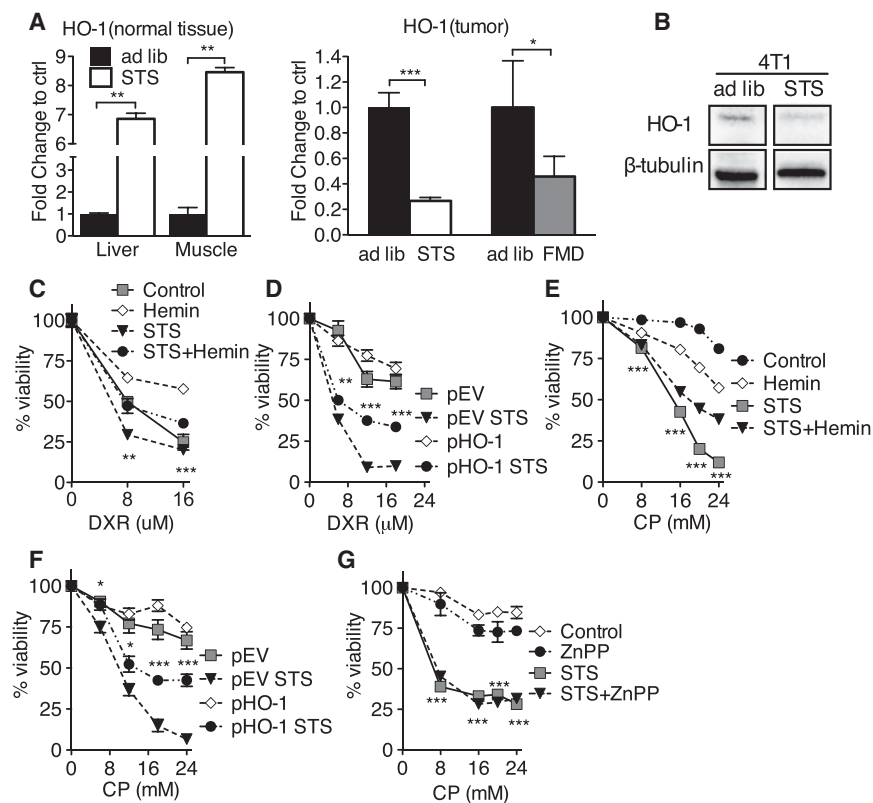 A
HO-1(normal tissue)
HO-1(tumor)
B
ad lib
STS
**
**
***
*
Fold Change to ctrl
9
8
7
6
3
2
1
0
Liver
Muscle
Fold Change to ctrl
1.4
1.2
1.0
0.8
0.6
0.4
0.2
0.0
ad lib STS
ad lib FMD
4T1
ad lib STS
HO-1
β-tubulin
C
Control
Hemin
STS
STS+Hemin
% viability
100
75
50
25
0
**
***
0 8 16
DXR (uM)
D
% viability
100
75
50
25
0
**
***
***
pEV
pEV STS
pHO-1
pHO-1 STS
0 8 16 24
DXR (μM)
E
% viability
100
75
50
25
0
***
***
***
***
Control
Hemin
STS
STS+Hemin
0 8 16 24
CP (mM)
F
% viability
100
75
50
25
0
*
*
***
***
pEV
pEV STS
pHO-1
pHO-1 STS
0 8 16 24
CP (mM)
G
% viability
100
75
50
25
0
***
***
***
***
Control
ZnPP
STS
STS+ZnPP
0 8 16 24
CP (mM)